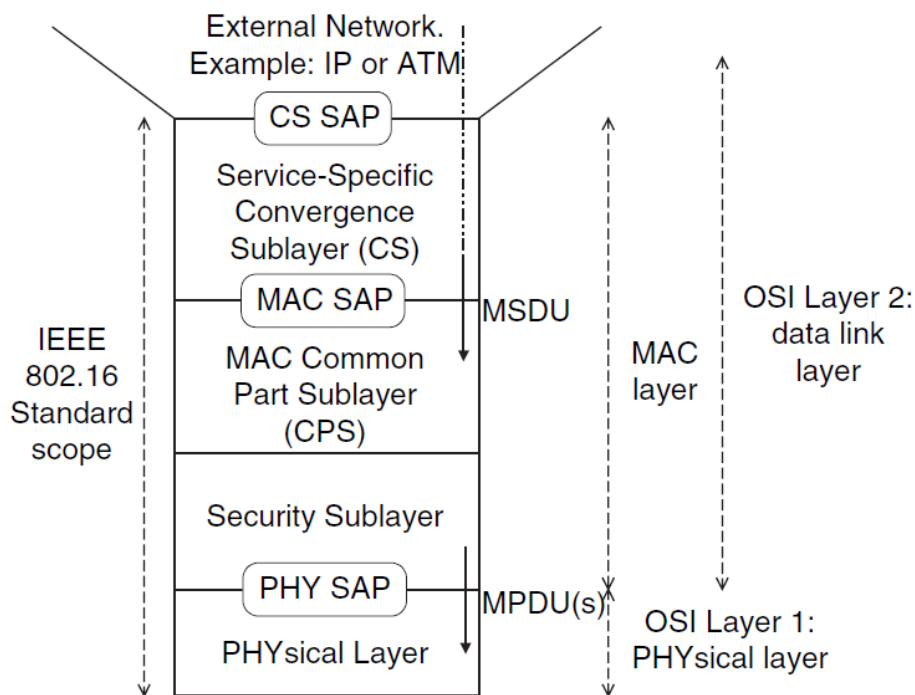 External Network.
Example: IP or ATM
CS SAP
Service-Specific
Convergence
Sublayer (CS)
MAC SAP
MSDU
MAC Common
Part Sublayer
(CPS)
Security Sublayer
PHY SAP
MPDU(s)
PHYsical Layer
IEEE
802.16
Standard
scope
MAC
layer
OSI Layer 2:
data link
layer
OSI Layer 1:
PHYsical layer